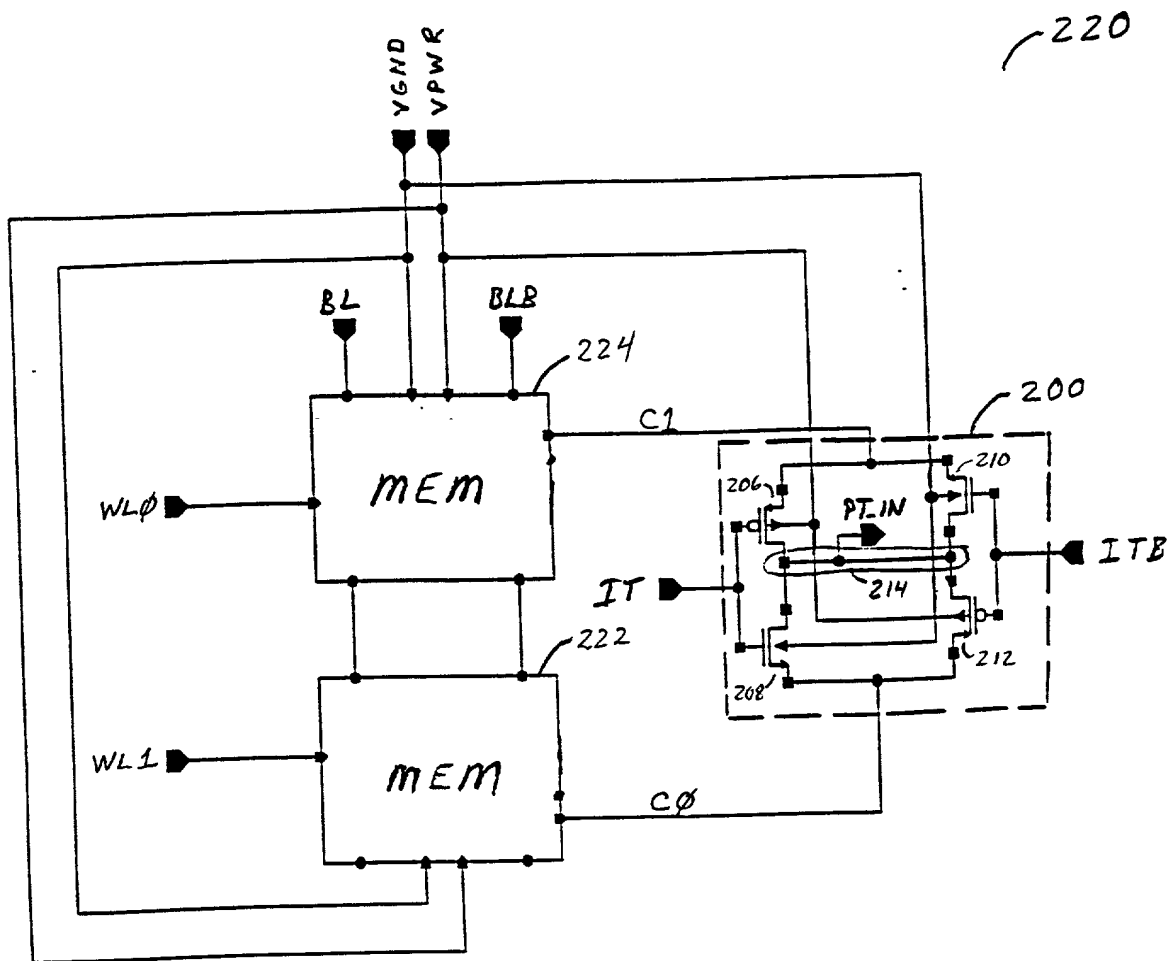 220
VGND
VPWR
BL
BLB
224
200
C1
MEM
WLØ
206
210
PT_IN
IT
ITB
214
222
208
212
WL1
MEM
CØ